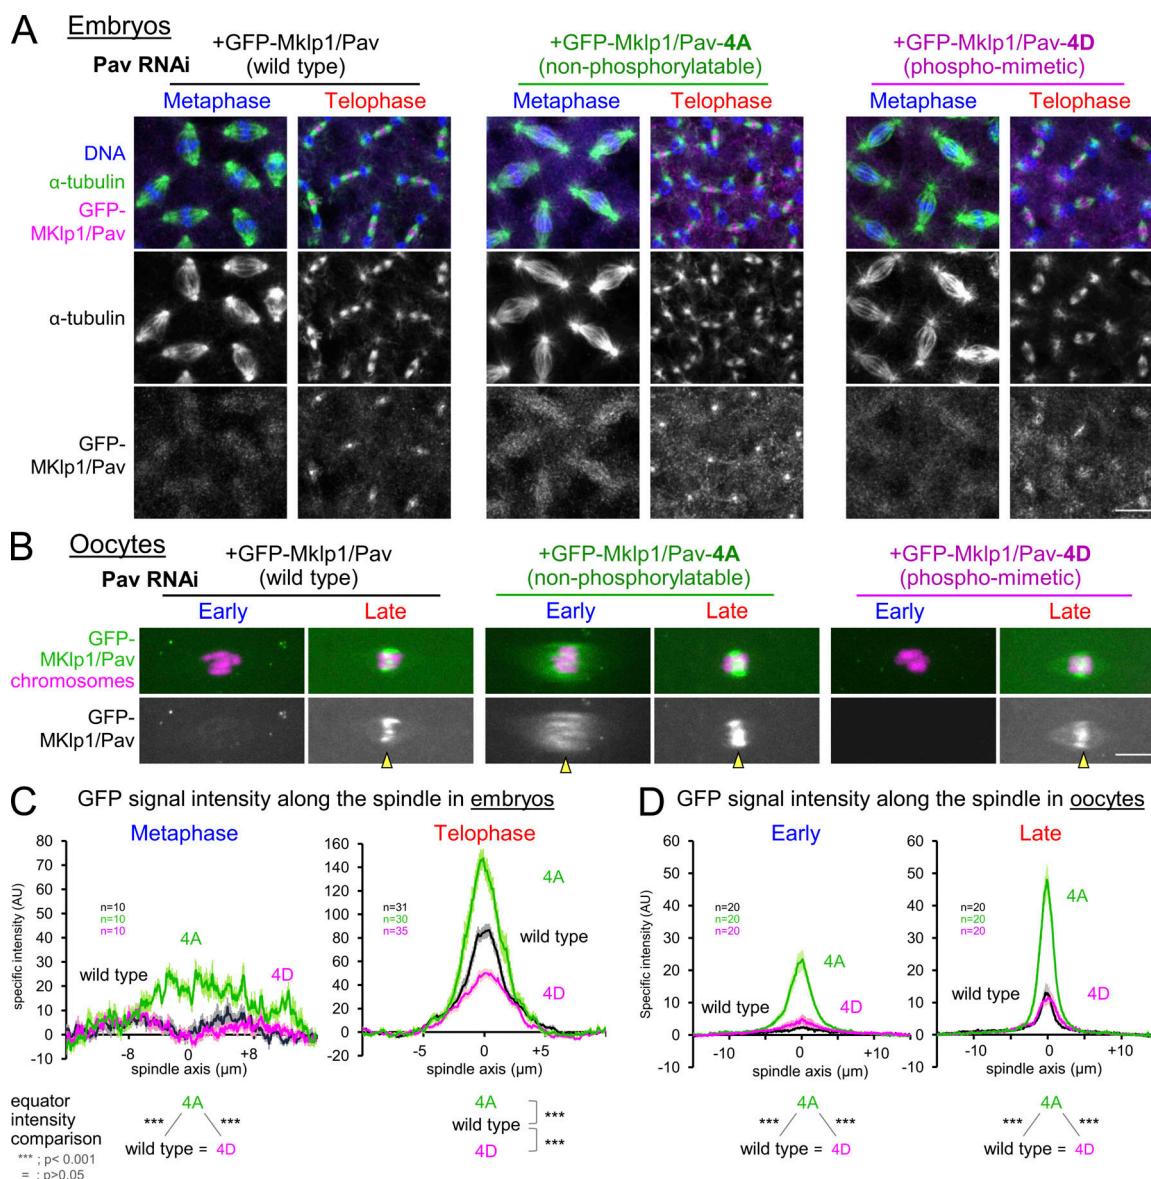 A Embryos
Pav RNAi
+GFP-Mklp1/Pav
(wild type)
+GFP-Mklp1/Pav-4A
(non-phosphorylatable)
+GFP-Mklp1/Pav-4D
(phospho-mimetic)
Metaphase Telophase Metaphase Telophase Metaphase Telophase
DNA
α-tubulin
GFP-
MKlp1/Pav
α-tubulin
GFP-
MKlp1/Pav
B Oocytes
Pav RNAi
+GFP-Mklp1/Pav
(wild type)
+GFP-Mklp1/Pav-4A
(non-phosphorylatable)
+GFP-Mklp1/Pav-4D
(phospho-mimetic)
Early Late Early Late Early Late
GFP-
MKlp1/Pav
chromosomes
GFP-
MKlp1/Pav
C GFP signal intensity along the spindle in embryos
Metaphase
80
70
60
50
40
30
20
10
0
-10
specific intensity (AU)
n=10
n=10
n=10
4A
wild type
4D
-8 0 +8
spindle axis (µm)
Telophase
160
140
120
100
80
60
40
20
0
-20
n=31
n=30
n=35
4A
wild type
4D
-5 0 +5
spindle axis (µm)
equator
intensity
comparison
*** ; p< 0.001
= ; p>0.05
4A
*** ***
wild type = 4D
4A
***
wild type
***
4D
D GFP signal intensity along the spindle in oocytes
Early
60
50
40
30
20
10
0
-10
Specific intensity (AU)
n=20
n=20
n=20
4A
wild type
4D
-10 0 +10
spindle axis (µm)
Late
60
50
40
30
20
10
0
-10
n=20
n=20
n=20
4A
wild type
4D
-10 0 +10
spindle axis (µm)
4A
*** ***
wild type = 4D
4A
*** ***
wild type = 4D